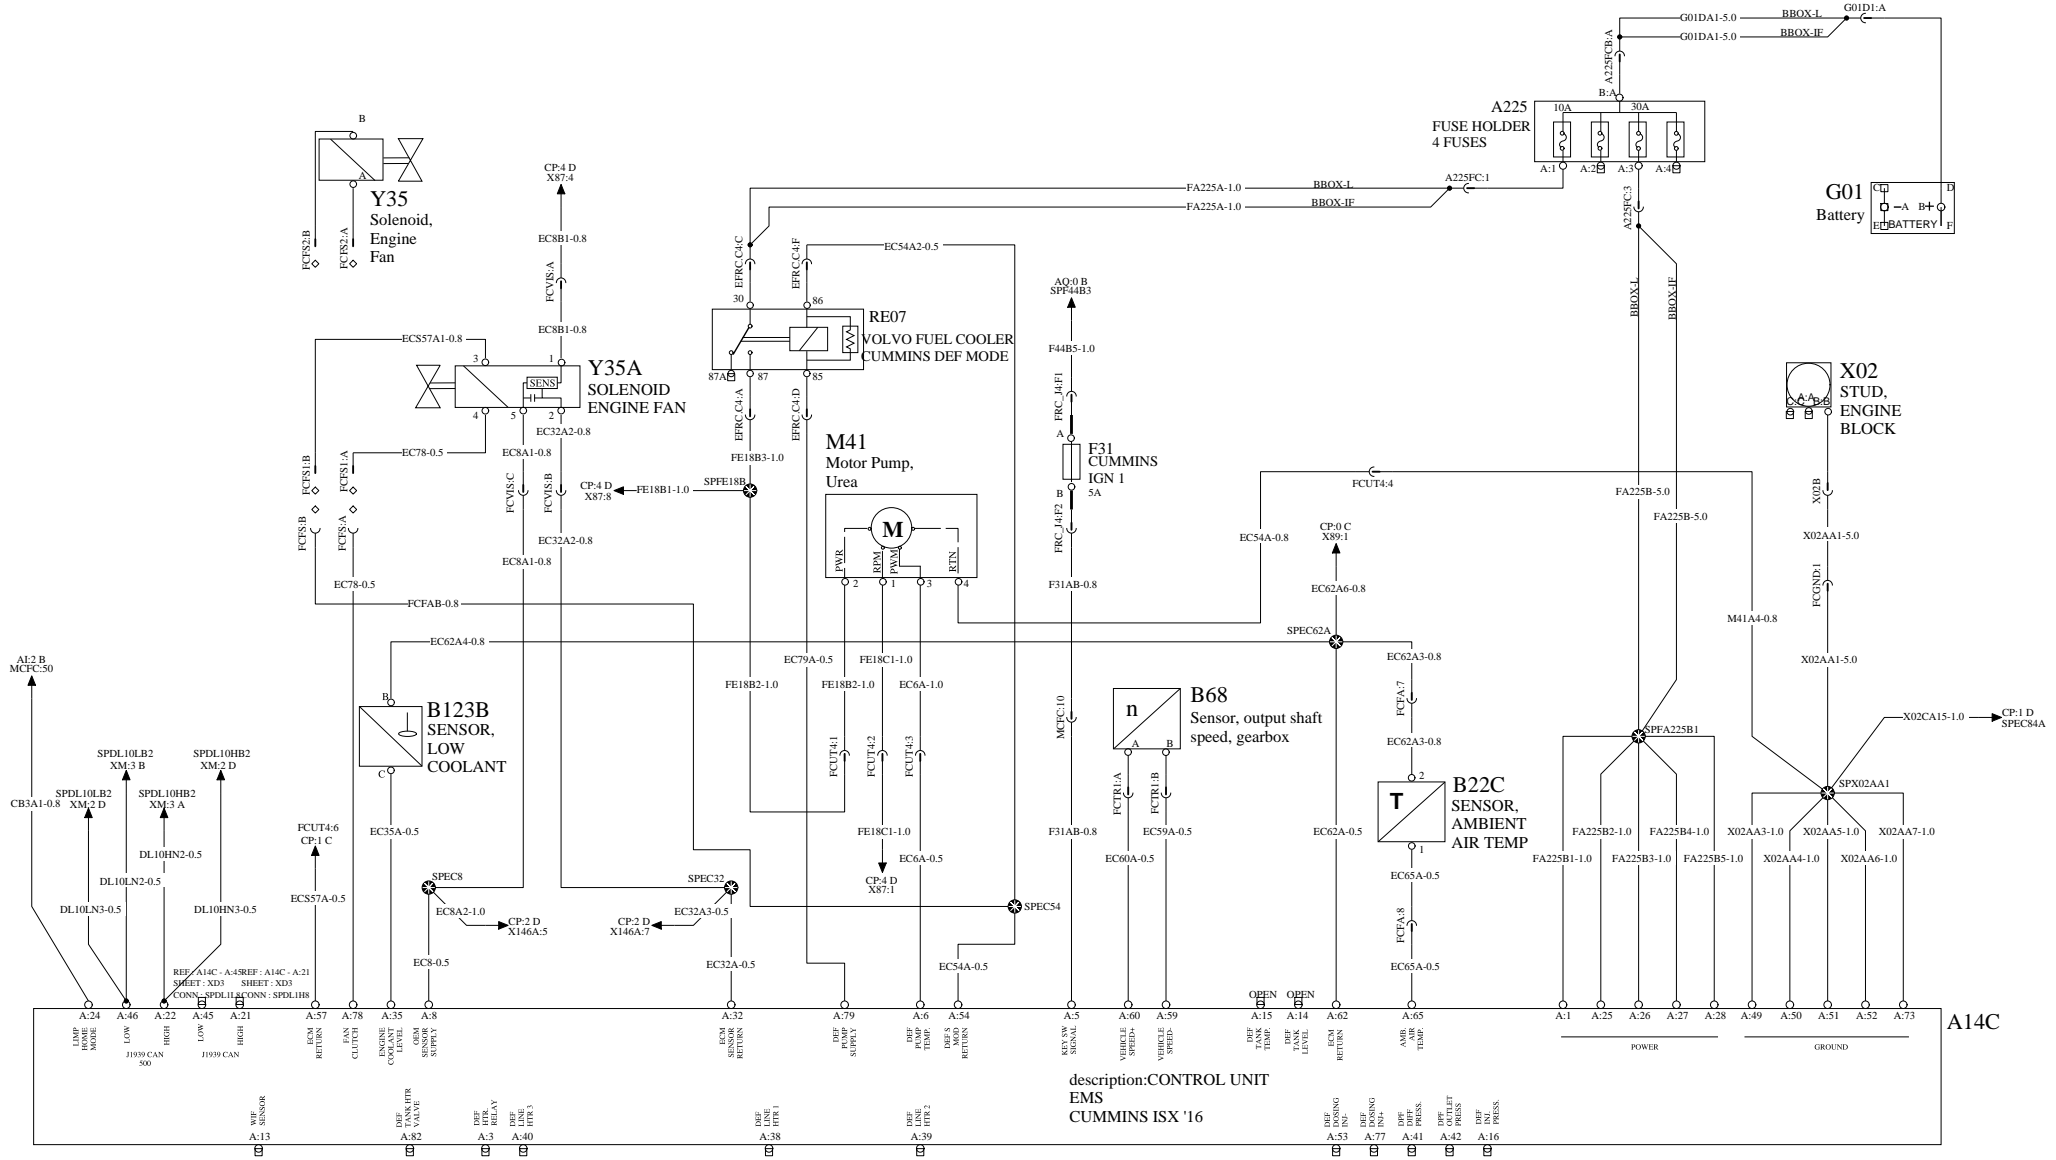 G01DA1-5.0
BBOX-L
G01D1:A
G01DA1-5.0
BBOX-IF
A225FCB:A
B:A
A225
FUSE HOLDER
4 FUSES
10A
30A
A:1
A:2
A:3
A:4
A225FC:3
G01
Battery
C
D
A
B
E
BATTERY
F
B
A
Y35
Solenoid,
Engine
Fan
FCFS2:B
FCFS2:A
CP:4 D
X87:4
EC8B1-0.8
FCVIS:A
EC8B1-0.8
FA225A-1.0
BBOX-L
A225FC:1
FA225A-1.0
BBOX-IF
EFRC.C4:C
EFRC.C4:F
EC54A2-0.5
30
86
RE07
VOLVO FUEL COOLER
CUMMINS DEF MODE
87A
87
85
EFRC.C4:A
EFRC.C4:D
AQ:0 B
SPF44B3
F44B5-1.0
FRC_J4:F1
A
F31
CUMMINS
IGN 1
5A
B
FRC_J4:F2
F31AB-0.8
BBOX-L
BBOX-IF
X02
STUD,
ENGINE
BLOCK
A:A
C:C
B:B
ECS57A1-0.8
3
1
SENS
Y35A
SOLENOID
ENGINE FAN
4
5
2
EC32A2-0.8
EC78-0.5
EC8A1-0.8
FCFS1:B
FCFS1:A
FCVIS:C
FCVIS:B
FCFS:B
FCFS:A
EC32A2-0.8
EC8A1-0.8
EC78-0.5
FCFAB-0.8
FE18B3-1.0
CP:4 D
X87:8
FE18B1-1.0
SPFE18B
M41
Motor Pump,
Urea
M
PWR
RPM
PWM
RTN
2
1
3
4
FCUT4:4
EC54A-0.8
CP:0 C
X89:1
EC62A6-0.8
FA225B-5.0
FA225B-5.0
X02B
X02AA1-5.0
FCGND:1
M41A4-0.8
X02AA1-5.0
EC62A4-0.8
SPEC62A
EC62A3-0.8
EC79A-0.5
FE18C1-1.0
FE18B2-1.0
FE18B2-1.0
EC6A-1.0
AI:2 B
MCFC:50
CB3A1-0.8
SPDL10LB2
XM:3 B
SPDL10HB2
XM:2 D
SPDL10LB2
XM:2 D
SPDL10HB2
XM:3 A
DL10HN2-0.5
DL10LN2-0.5
DL10LN3-0.5
DL10HN3-0.5
B
B123B
SENSOR,
LOW
COOLANT
C
EC35A-0.5
FCUT4:6
CP:1 C
ECS57A-0.5
FCUT4:1
FCUT4:2
FCUT4:3
FE18C1-1.0
EC6A-0.5
CP:4 D
X87:1
MCFC:10
F31AB-0.8
n
B68
Sensor, output shaft
speed, gearbox
A
B
FCTR1:A
FCTR1:B
EC59A-0.5
EC60A-0.5
FCFA:7
EC62A3-0.8
2
T
B22C
SENSOR,
AMBIENT
AIR TEMP
1
EC62A-0.5
EC65A-0.5
FCFA:8
EC65A-0.5
SPFA225B1
FA225B2-1.0
FA225B4-1.0
FA225B1-1.0
FA225B3-1.0
FA225B5-1.0
X02CA15-1.0
CP:1 D
SPEC84A
SPX02AA1
X02AA3-1.0
X02AA5-1.0
X02AA7-1.0
X02AA4-1.0
X02AA6-1.0
SPEC8
EC8A2-1.0
CP:2 D
X146A:5
EC8-0.5
SPEC32
EC32A3-0.5
CP:2 D
X146A:7
EC32A-0.5
SPEC54
EC54A-0.5
REF : A14C - A:45
REF : A14C - A:21
SHEET : XD3
SHEET : XD3
CONN : SPDL1L8
CONN : SPDL1H8
OPEN
OPEN
A:24
A:46
A:22
A:45
A:21
A:57
A:78
A:35
A:8
A:32
A:79
A:6
A:54
A:5
A:60
A:59
A:15
A:14
A:62
A:65
A:1
A:25
A:26
A:27
A:28
A:49
A:50
A:51
A:52
A:73
A14C
LIMP
HOME
MODE
LOW
HIGH
LOW
HIGH
J1939 CAN
500
J1939 CAN
ECM
RETURN
FAN
CLUTCH
ENGINE
COOLANT
LEVEL
OEM
SENSOR
SUPPLY
ECM
SENSOR
RETURN
DEF
PUMP
SUPPLY
DEF
PUMP
TEMP.
DEF S
MOD
RETURN
KEY SW
SIGNAL
VEHICLE
SPEED+
VEHICLE
SPEED-
DEF
TANK
TEMP.
DEF
TANK
LEVEL
ECM
RETURN
AMB.
AIR
TEMP.
POWER
GROUND
description:CONTROL UNIT
EMS
CUMMINS ISX '16
WIF
SENSOR
DEF
TANK HTR
VALVE
DEF
HTR.
RELAY
DEF
LINE
HTR 3
DEF
LINE
HTR 1
DEF
LINE
HTR 2
DEF
DOSING
INJ-
DEF
DOSING
INJ+
DPF
DIFF
PRESS.
DPF
OUTLET
PRESS
DEF
INJ.
PRESS.
A:13
A:82
A:3
A:40
A:38
A:39
A:53
A:77
A:41
A:42
A:16